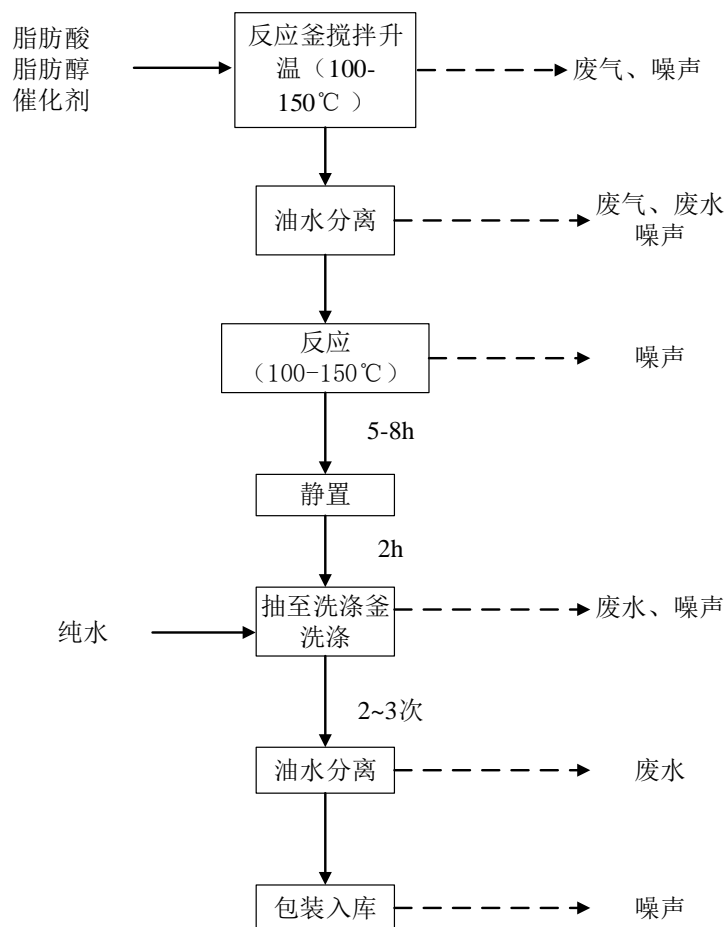 脂肪酸
脂肪醇
催化剂
反应釜搅拌升
温（100-
150℃）
废气、噪声
油水分离
废气、废水
噪声
反应
（100-150℃）
噪声
5-8h
静置
2h
抽至洗涤釜
洗涤
废水、噪声
纯水
2~3次
油水分离
废水
包装入库
噪声